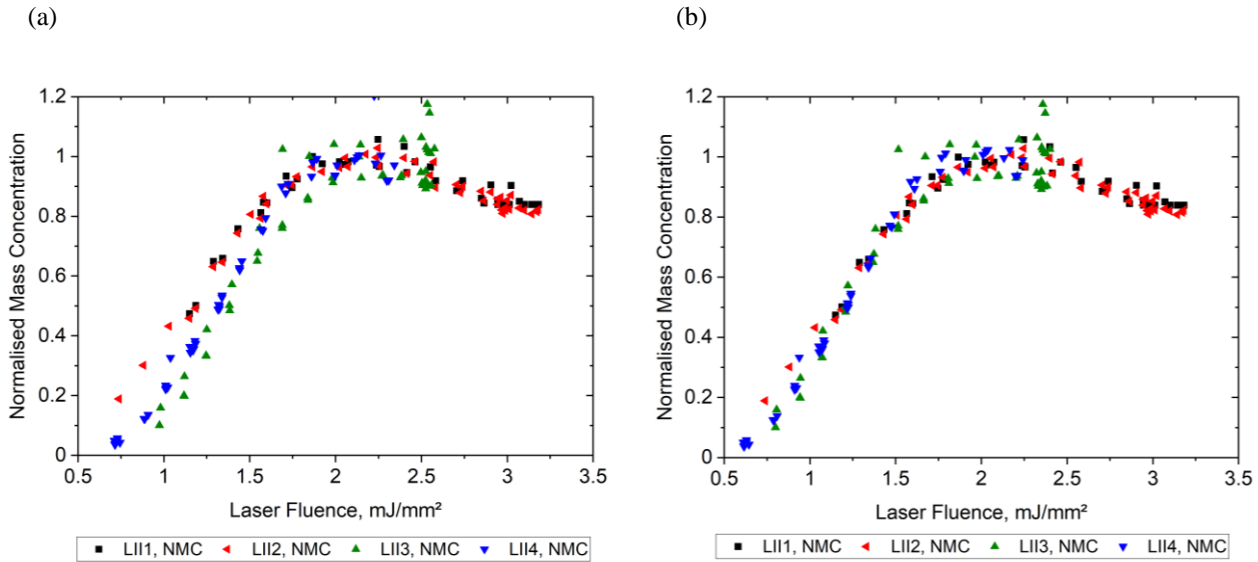 (a)
(b)
Normalised Mass Concentration
1.2
1
0.8
0.6
0.4
0.2
0
0.5 1 1.5 2 2.5 3 3.5
Laser Fluence, mJ/mm²
LII1, NMC LII2, NMC LII3, NMC LII4, NMC
Normalised Mass Concentration
1.2
1
0.8
0.6
0.4
0.2
0
0.5 1 1.5 2 2.5 3 3.5
Laser Fluence, mJ/mm²
LII1, NMC LII2, NMC LII3, NMC LII4, NMC